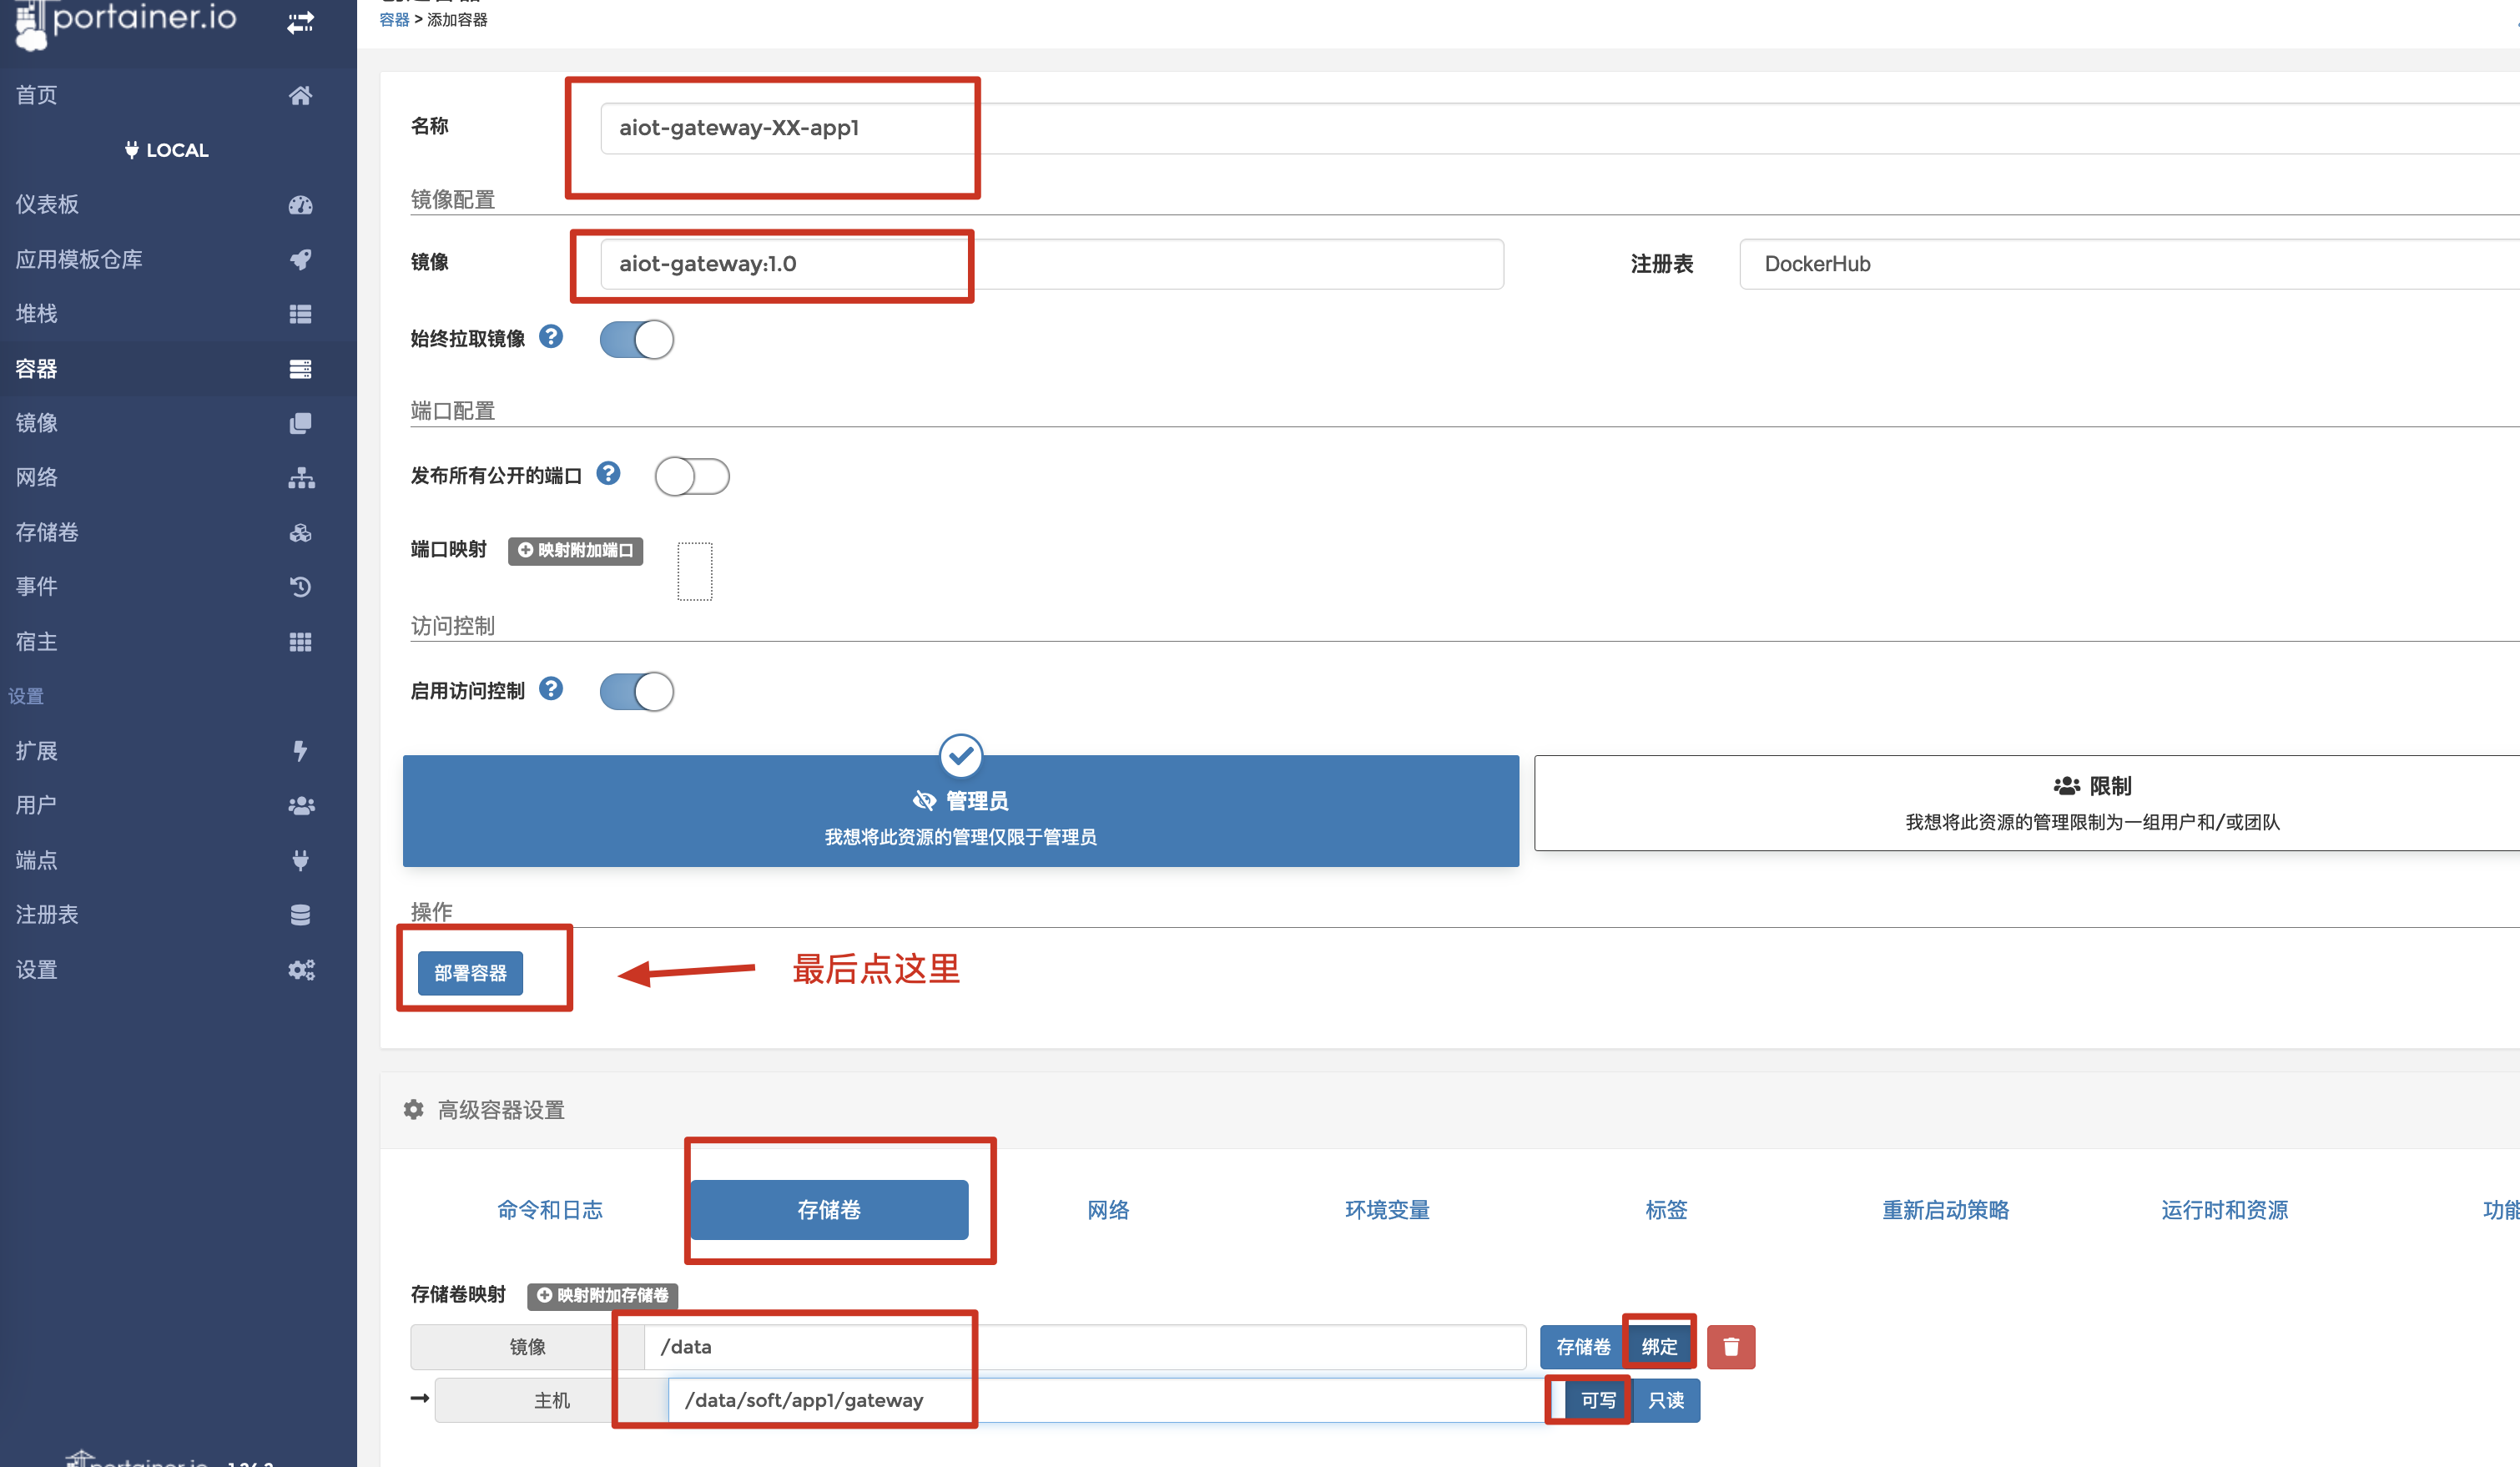 portainer.io
首页
LOCAL
仪表板
应用模板仓库
堆栈
容器
镜像
网络
存储卷
事件
宿主
设置
扩展
用户
端点
注册表
设置
容器 > 添加容器
名称
aiot-gateway-XX-app1
镜像配置
镜像
aiot-gateway:1.0
注册表
DockerHub
始终拉取镜像
端口配置
发布所有公开的端口
端口映射
映射附加端口
访问控制
启用访问控制
管理员
我想将此资源的管理仅限于管理员
限制
我想将此资源的管理限制为一组用户和/或团队
操作
部署容器
最后点这里
高级容器设置
命令和日志
存储卷
网络
环境变量
标签
重新启动策略
运行时和资源
功能
存储卷映射
映射附加存储卷
镜像
/data
存储卷
绑定
主机
/data/soft/app1/gateway
可写
只读
portainer.io